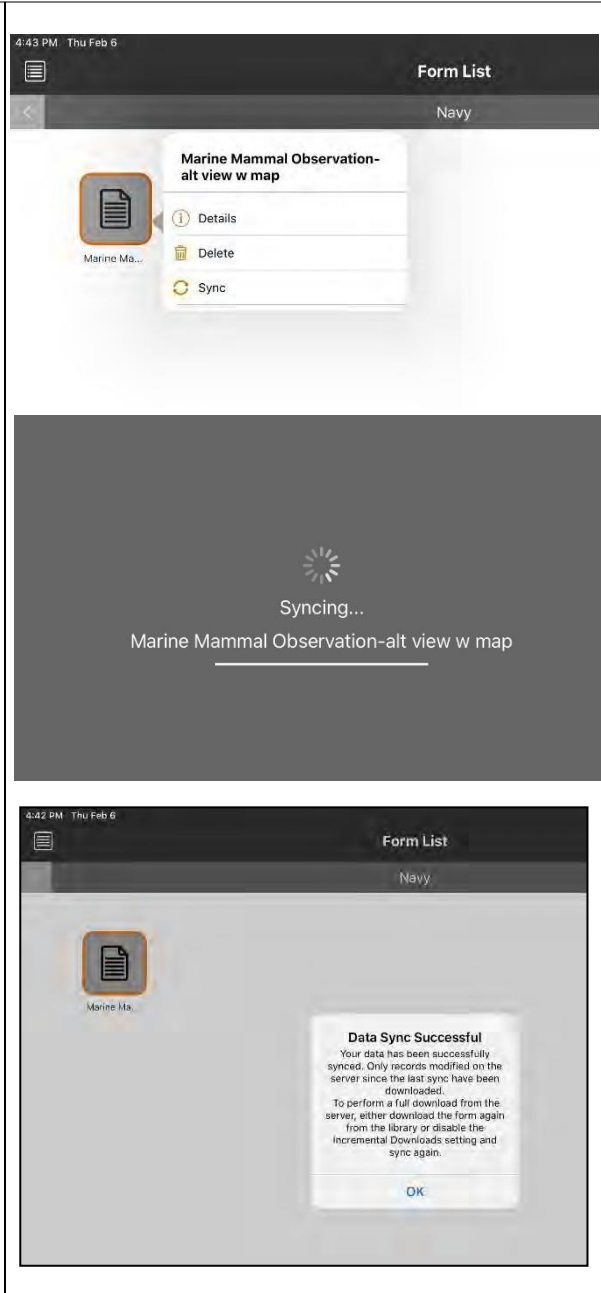 4:43 PM Thu Feb 6
Form List
Navy
Marine Mammal Observation-
alt view w map
Details
Delete
Sync
Marine Ma...
Syncing...
Marine Mammal Observation-alt view w map
4:42 PM Thu Feb 6
Form List
Navy
Marine Ma...
Data Sync Successful
Your data has been successfully
synced. Only records modified on the
server since the last sync have been
downloaded.
To perform a full download from the
server, either download the form again
from the library or disable the
Incremental Downloads setting and
sync again.
OK